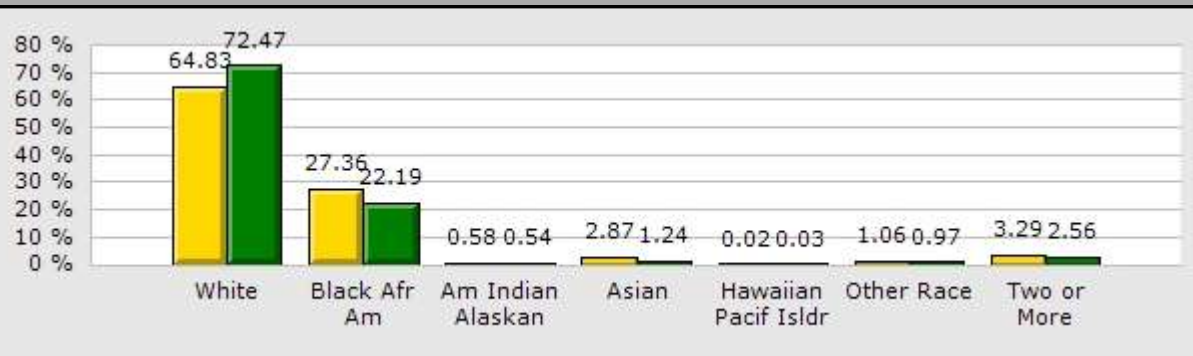 80 %
70 %
60 %
50 %
40 %
30 %
20 %
10 %
0 %
64.83 72.47
27.36 22.19
0.58 0.54
2.87 1.24
0.02 0.03
1.06 0.97
3.29 2.56
White
Black Afr
Am
Am Indian
Alaskan
Asian
Hawaiian
Pacif Isldr
Other Race
Two or
More